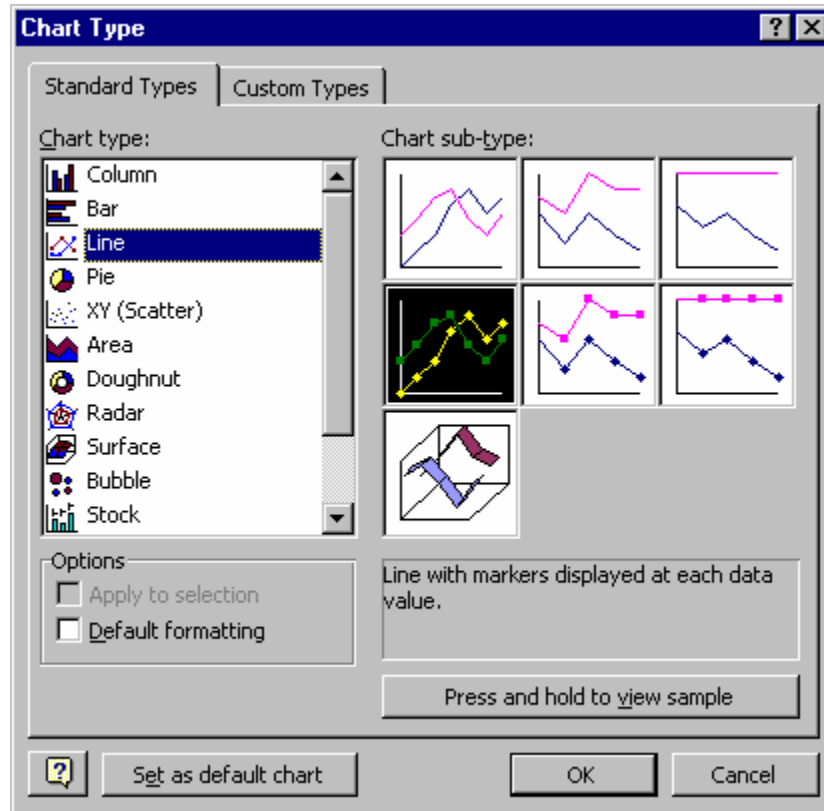 Chart Type
Standard Types
Custom Types
Chart type:
Column
Bar
Line
Pie
XY (Scatter)
Area
Doughnut
Radar
Surface
Bubble
Stock
Chart sub-type:
Options
Apply to selection
Default formatting
Line with markers displayed at each data
value.
Press and hold to view sample
Set as default chart
OK
Cancel